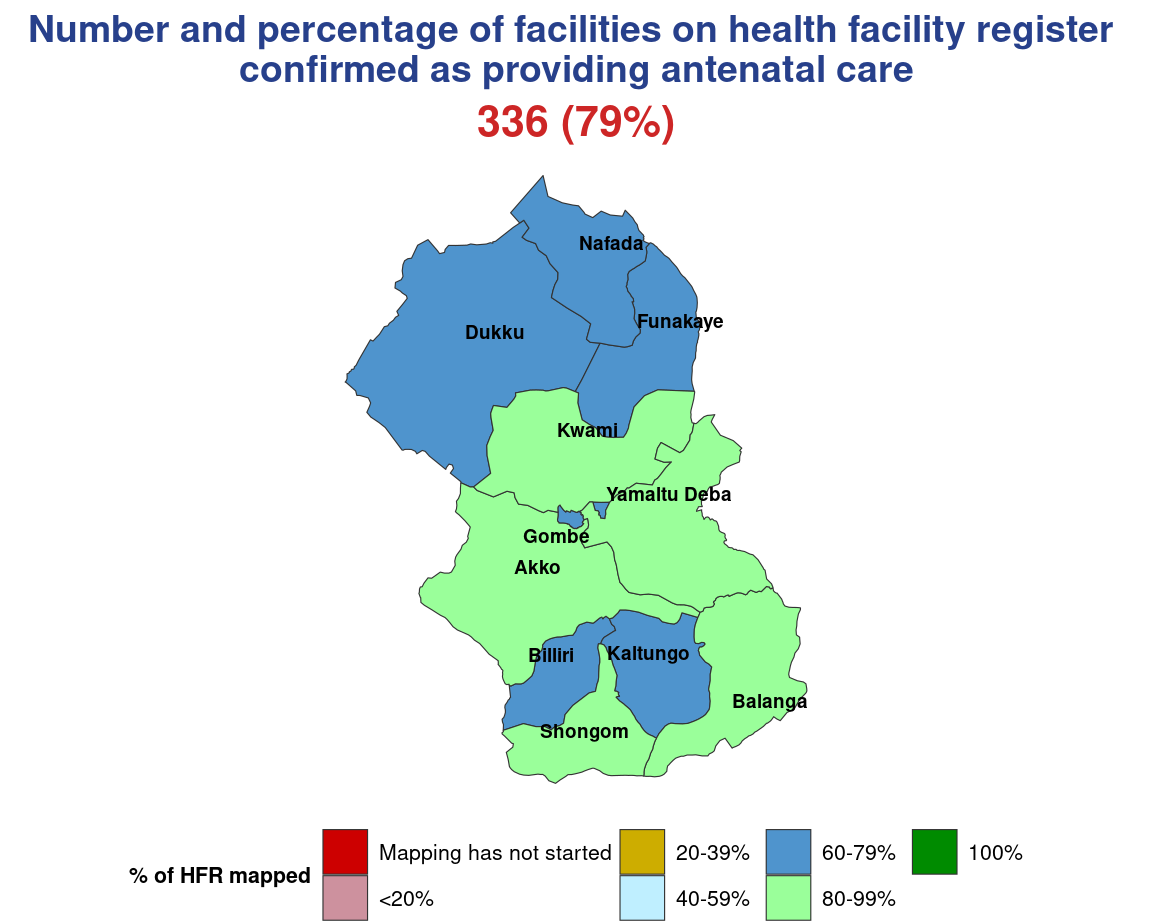 Number and percentage of facilities on health facility register
confirmed as providing antenatal care
336 (79%)
Nafada
Funakaye
Dukku
Kwami
Yamaltu Deba
Gombe
Akko
Billiri
Kaltungo
Balanga
Shongom
% of HFR mapped
Mapping has not started
<20%
20-39%
40-59%
60-79%
80-99%
100%